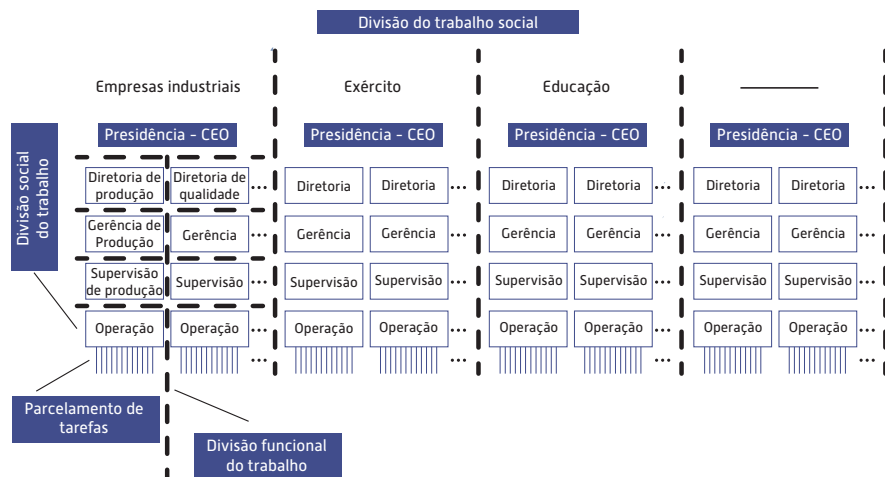 Divisão do trabalho social
Empresas industriais
Exército
Educação
Presidência - CEO
Presidência - CEO
Presidência - CEO
Presidência - CEO
Divisão social
do trabalho
Diretoria de
produção
Diretoria de
qualidade
...
Diretoria
Diretoria
...
Diretoria
Diretoria
...
Diretoria
Diretoria
...
Gerência de
Produção
Gerência
...
Gerência
Gerência
...
Gerência
Gerência
...
Gerência
Gerência
...
Supervisão
de produção
Supervisão
...
Supervisão
Supervisão
...
Supervisão
Supervisão
...
Supervisão
Supervisão
...
Operação
Operação
...
Operação
Operação
...
Operação
Operação
...
Operação
Operação
...
...
...
...
...
Parcelamento de
tarefas
Divisão funcional
do trabalho